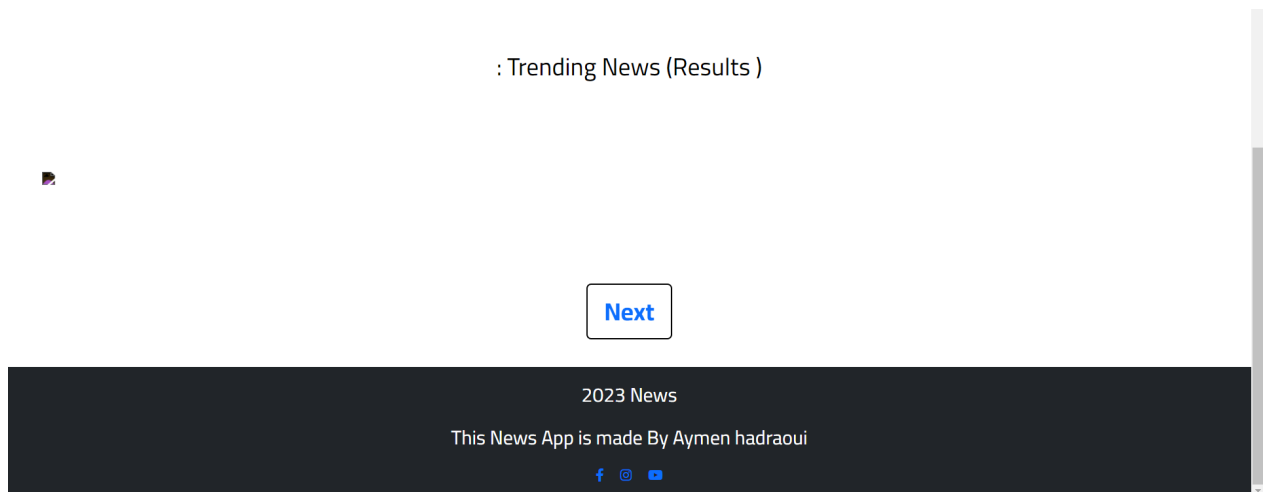 : Trending News (Results )
Next
2023 News
This News App is made By Aymen hadraoui